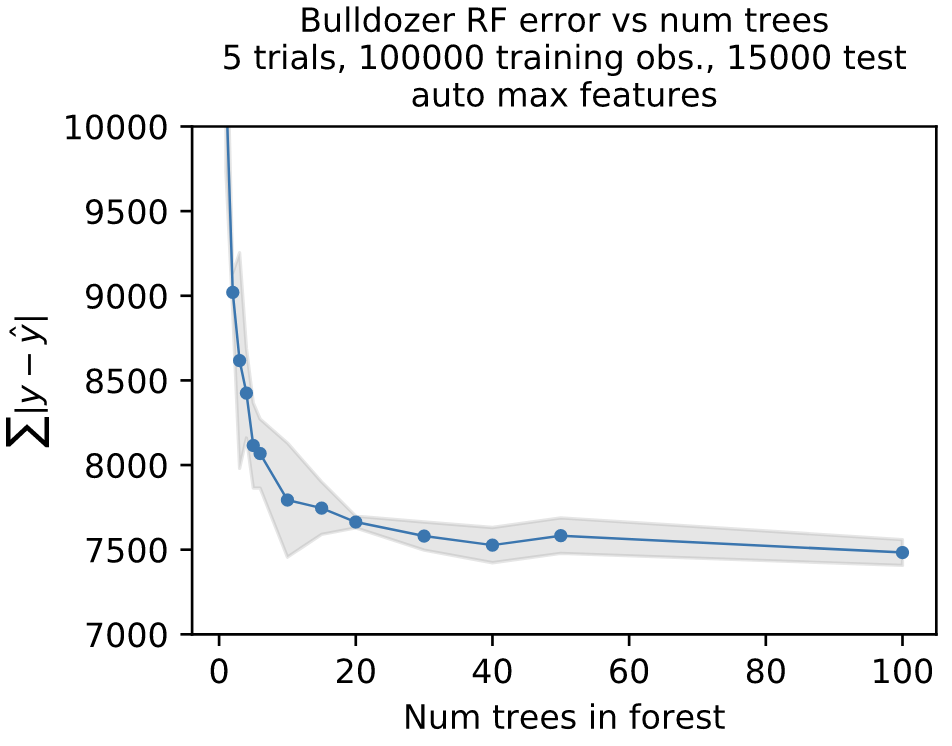 Bulldozer RF error vs num trees
5 trials, 100000 training obs., 15000 test
auto max features
10000
9500
9000
8500
8000
7500
7000
∑|y − ŷ|
0 20 40 60 80 100
Num trees in forest